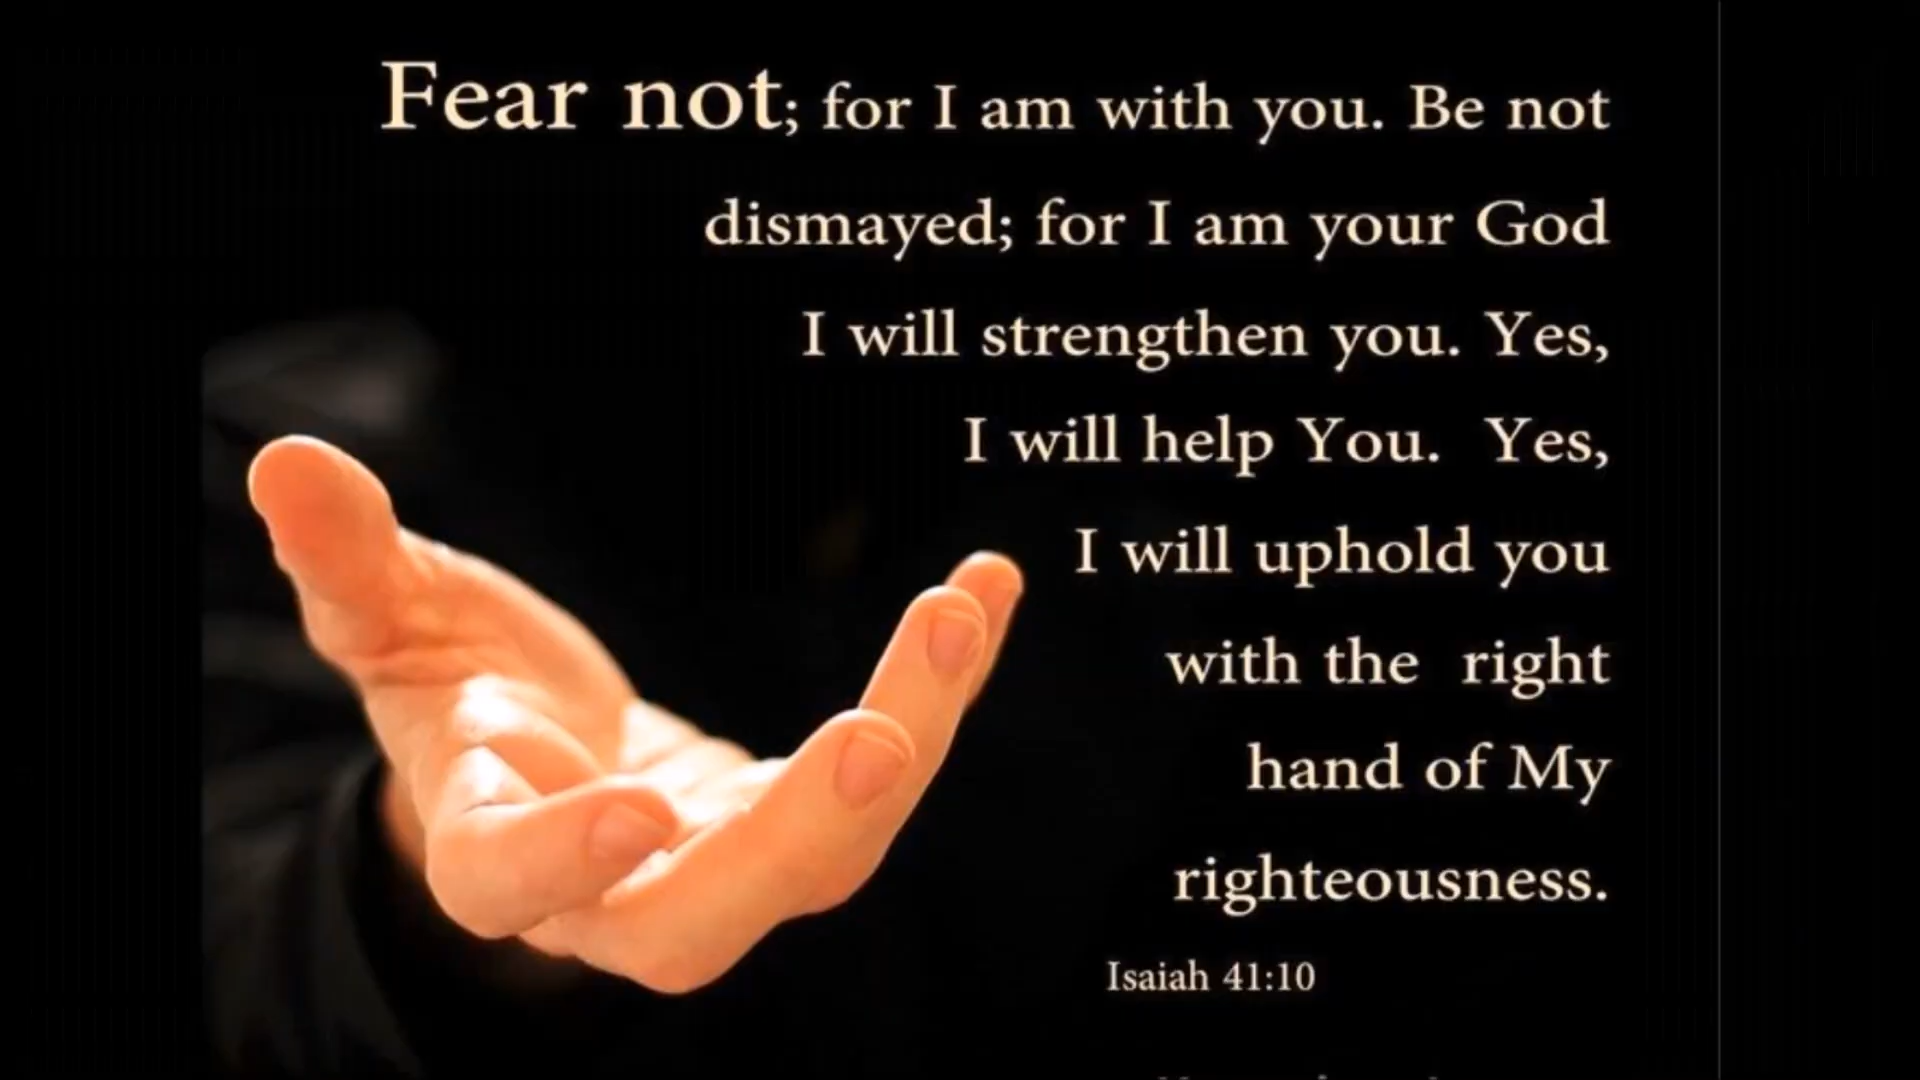 Fear not; for I am with you. Be not
dismayed; for I am your God
I will strengthen you. Yes,
I will help You.  Yes,
I will uphold you
with the  right
hand of My
righteousness.
Isaiah 41:10